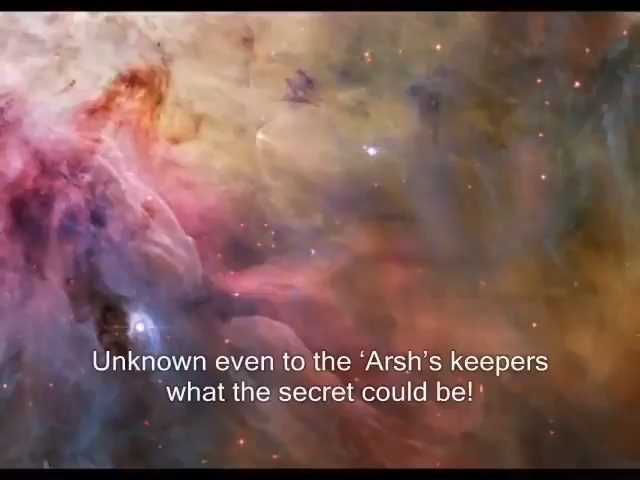 Unknown even to the ‘Arsh’s keepers
what the secret could be!